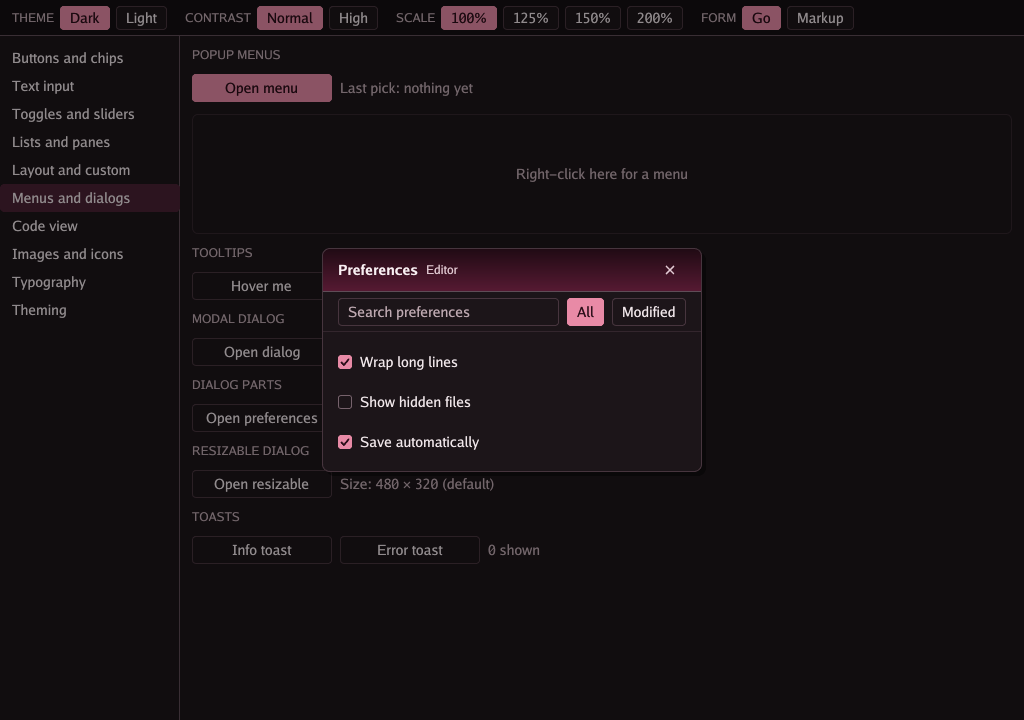 THEME Dark Light CONTRAST Normal High SCALE 100% 125% 150% 200% FORM Go Markup
Buttons and chips
Text input
Toggles and sliders
Lists and panes
Layout and custom
Menus and dialogs
Code view
Images and icons
Typography
Theming
POPUP MENUS
Open menu Last pick: nothing yet
Right-click here for a menu
TOOLTIPS
Hover me
MODAL DIALOG
Open dialog
DIALOG PARTS
Open preferences
RESIZABLE DIALOG
Open resizable Size: 480 × 320 (default)
TOASTS
Info toast Error toast 0 shown
Preferences Editor
Search preferences All Modified
Wrap long lines
Show hidden files
Save automatically